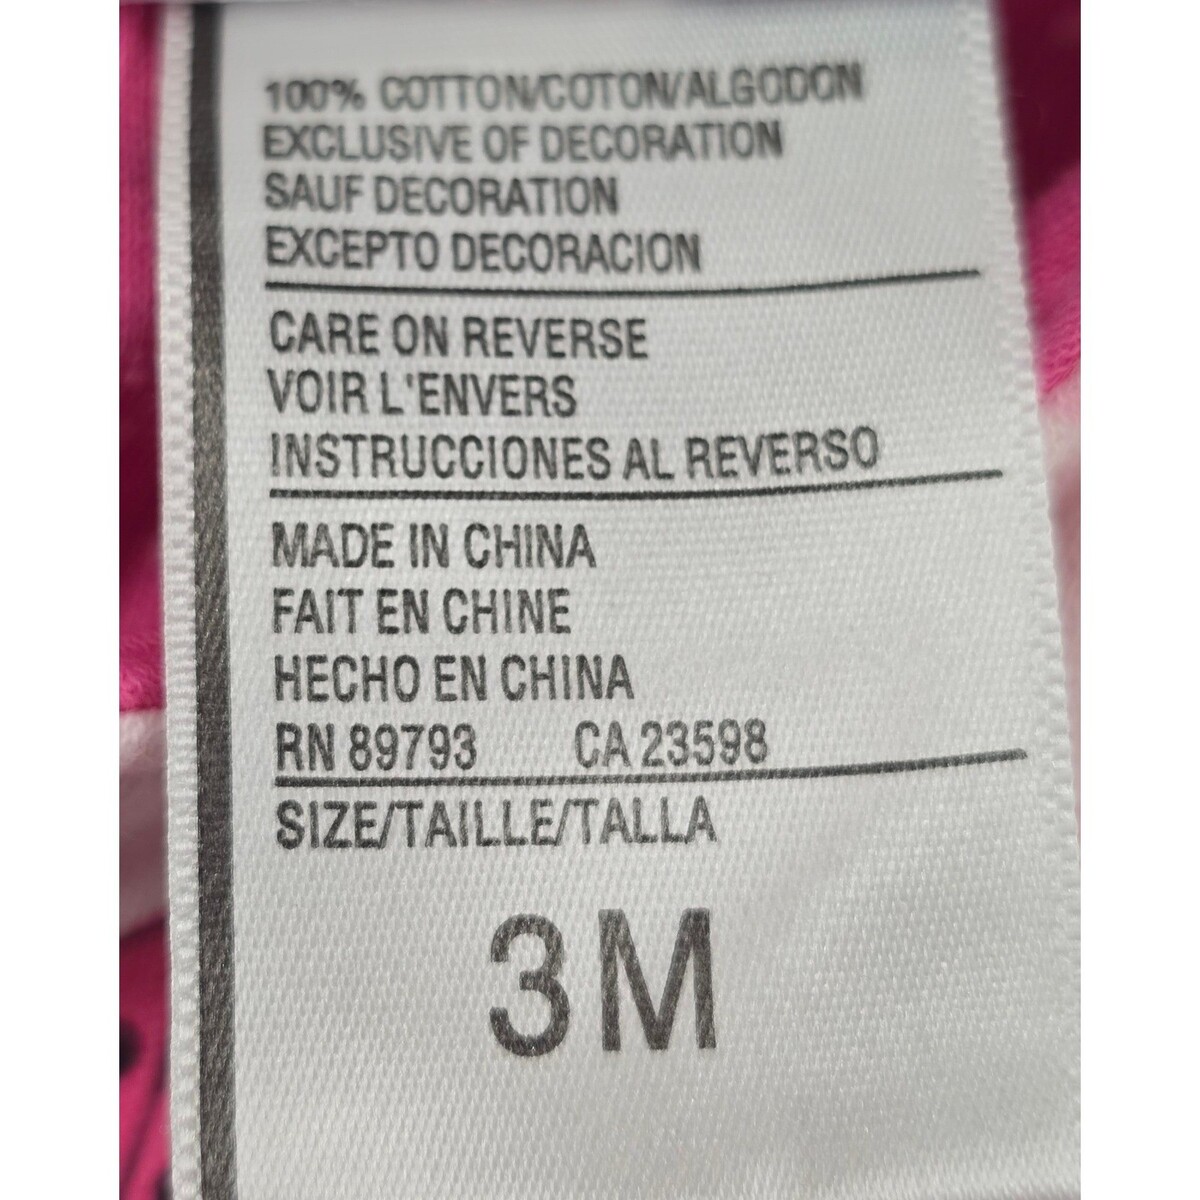 100% COTTON/COTON/ALGODON
EXCLUSIVE OF DECORATION
SAUF DECORATION
EXCEPTO DECORACION
CARE ON REVERSE
VOIR L'ENVERS
INSTRUCCIONES AL REVERSO
MADE IN CHINA
FAIT EN CHINE
HECHO EN CHINA
RN 89793 CA 23598
SIZE/TAILLE/TALLA
3M